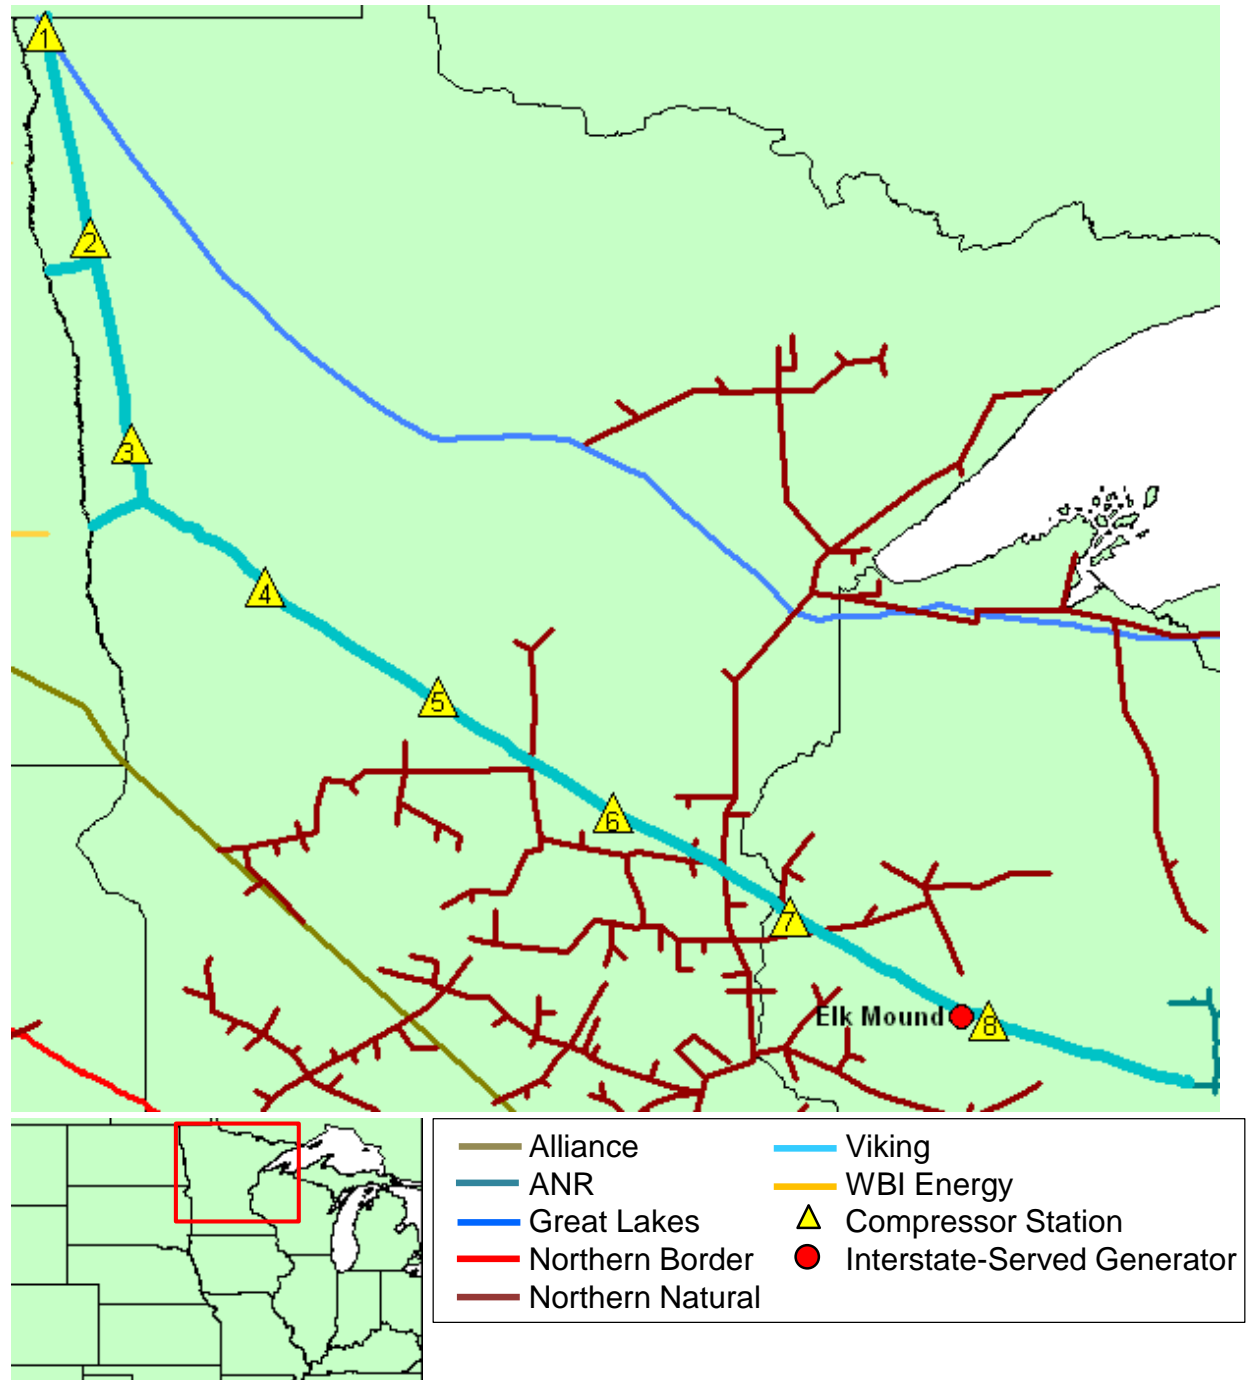 1
2
3
4
5
6
7
Elk Mound
8
Alliance
Viking
ANR
WBI Energy
Great Lakes
Compressor Station
Northern Border
Interstate-Served Generator
Northern Natural